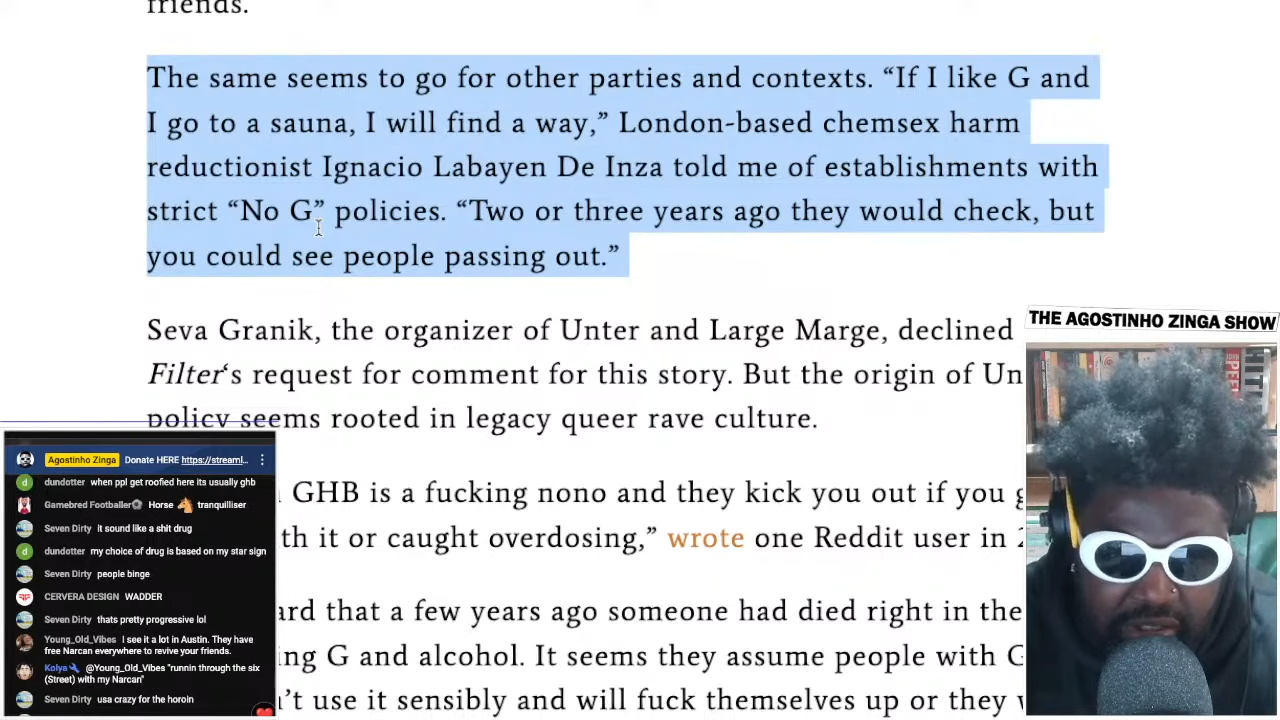 friends.
The same seems to go for other parties and contexts. “If I like G and
I go to a sauna, I will find a way,” London-based chemsex harm
reductionist Ignacio Labayen De Inza told me of establishments with
strict “No G” policies. “Two or three years ago they would check, but
you could see people passing out.”
Seva Granik, the organizer of Unter and Large Marge, declined
Filter‘s request for comment for this story. But the origin of Un
policy seems rooted in legacy queer rave culture.
GHB is a fucking nono and they kick you out if you g
th it or caught overdosing,” wrote one Reddit user in 2
ard that a few years ago someone had died right in the
ing G and alcohol. It seems they assume people with G
’t use it sensibly and will fuck themselves up or they w
THE AGOSTINHO ZINGA SHOW
Agostinho Zinga Donate HERE https://streaml...
dundotter when ppl get roofied here its usually ghb
Gamebred Footballer Horse tranquilliser
Seven Dirty it sound like a shit drug
dundotter my choice of drug is based on my star sign
Seven Dirty people binge
CERVERA DESIGN WADDER
Seven Dirty thats pretty progressive lol
Young_Old_Vibes I see it a lot in Austin. They have
free Narcan everywhere to revive your friends.
Kolya @Young_Old_Vibes "runnin through the six
(Street) with my Narcan"
Seven Dirty usa crazy for the horoin